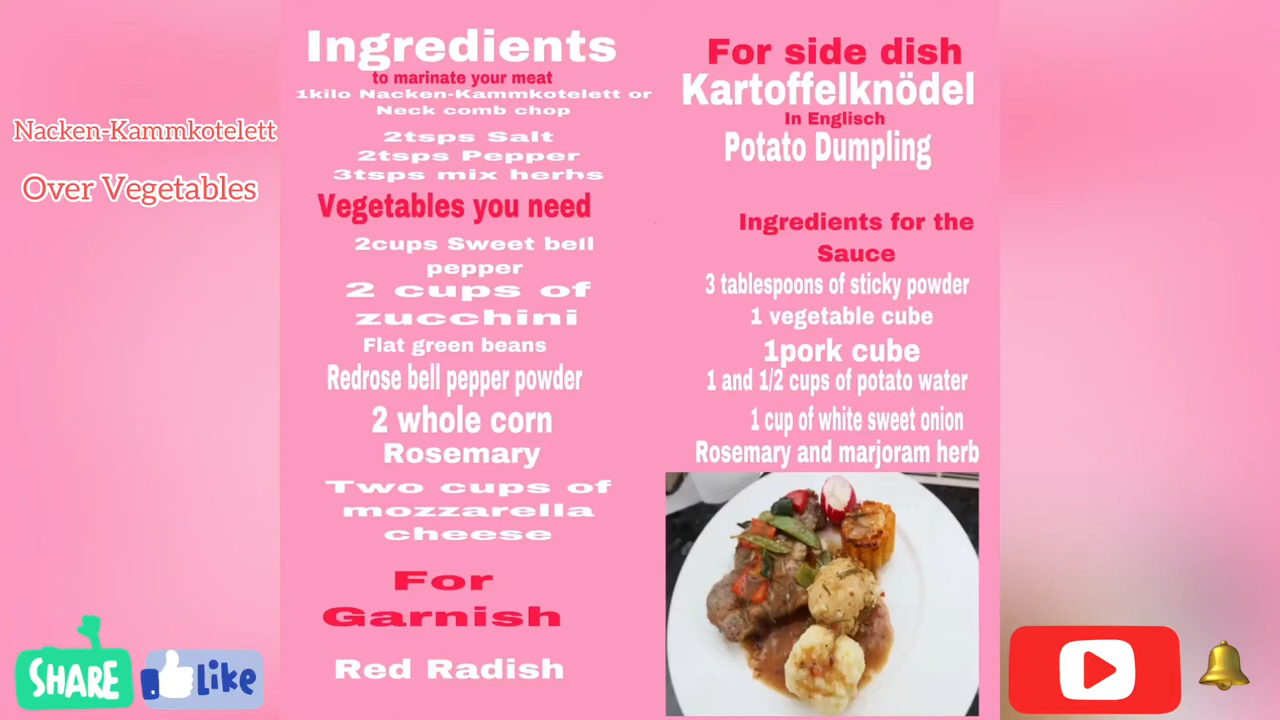 Nacken-Kammkotelett
Over Vegetables
Ingredients
to marinate your meat
1kilo Nacken-Kammkotelett or
Neck comb chop
2tsps Salt
2tsps Pepper
3tsps mix herhs
Vegetables you need
2cups Sweet bell
pepper
2 cups of
zucchini
Flat green beans
Redrose bell pepper powder
2 whole corn
Rosemary
Two cups of
mozzarella
cheese
For
Garnish
Red Radish
For side dish
Kartoffelknödel
In Englisch
Potato Dumpling
Ingredients for the
Sauce
3 tablespoons of sticky powder
1 vegetable cube
1pork cube
1 and 1/2 cups of potato water
1 cup of white sweet onion
Rosemary and marjoram herb
SHARE
Like